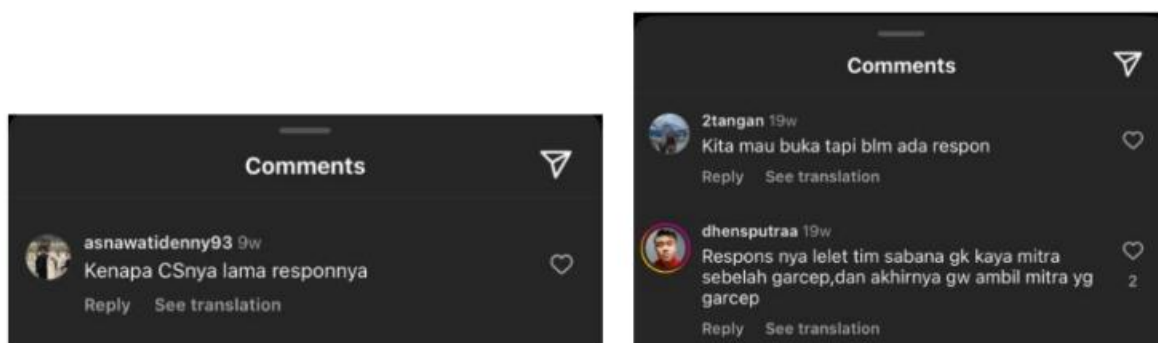 Comments
asnawatidenny93 9w
Kenapa CSnya lama responnya
Reply See translation
Comments
2tangan 19w
Kita mau buka tapi blm ada respon
Reply See translation
dhensputraa 19w
Respons nya lelet tim sabana gk kaya mitra
sebelah garcep,dan akhirnya gw ambil mitra yg
garcep
2
Reply See translation